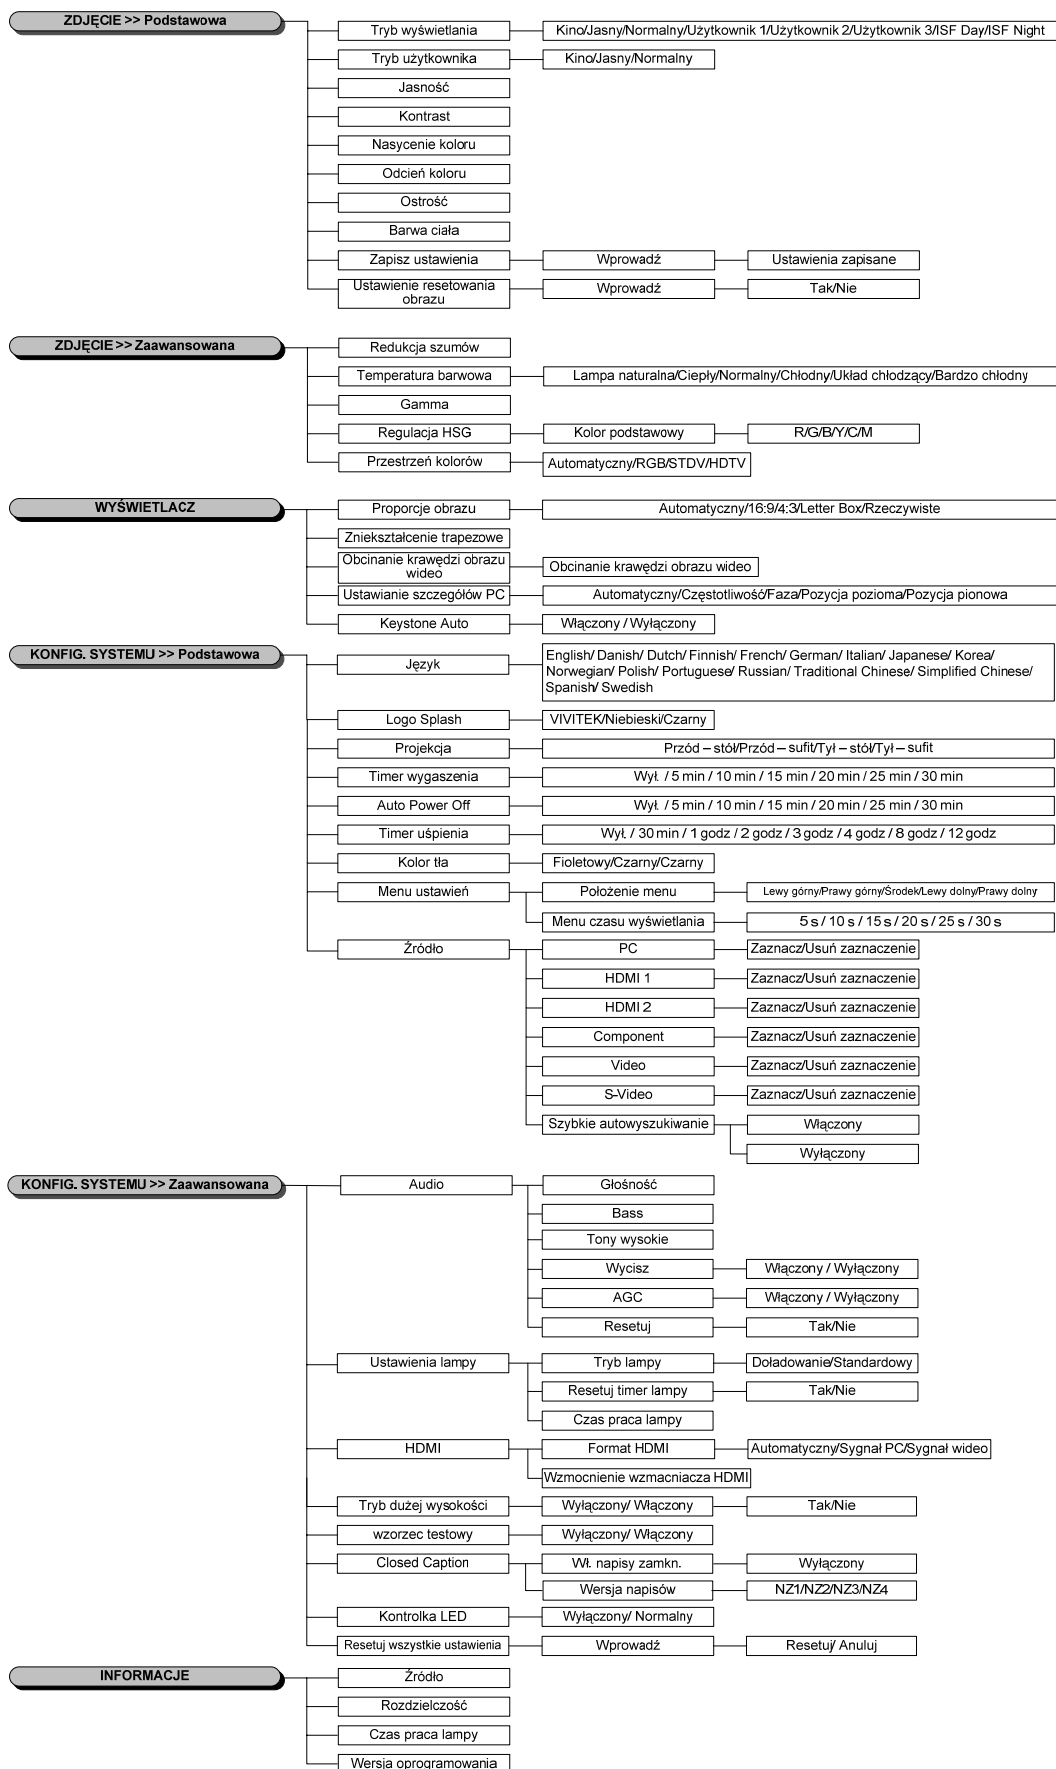 ZDJĘCIE >> Podstawowa
Tryb wyświetlania
Kino/Jasny/Normalny/Użytkownik 1/Użytkownik 2/Użytkownik 3/ISF Day/ISF Night
Tryb użytkownika
Kino/Jasny/Normalny
Jasność
Kontrast
Nasycenie koloru
Odcień koloru
Ostrość
Barwa ciała
Zapisz ustawienia
Wprowadź
Ustawienia zapisane
Ustawienie resetowania
obrazu
Wprowadź
Tak/Nie
ZDJĘCIE >> Zaawansowana
Redukcja szumów
Temperatura barwowa
Lampa naturalna/Ciepły/Normalny/Chłodny/Układ chłodzący/Bardzo chłodny
Gamma
Regulacja HSG
Kolor podstawowy
R/G/B/Y/C/M
Przestrzeń kolorów
Automatyczny/RGB/STDV/HDTV
WYŚWIETLACZ
Proporcje obrazu
Automatyczny/16:9/4:3/Letter Box/Rzeczywiste
Zniekształcenie trapezowe
Obcinanie krawędzi obrazu
wideo
Obcinanie krawędzi obrazu wideo
Ustawianie szczegółów PC
Automatyczny/Częstotliwość/Faza/Pozycja pozioma/Pozycja pionowa
Keystone Auto
Włączony / Wyłączony
KONFIG. SYSTEMU >> Podstawowa
Język
English/ Danish/ Dutch/ Finnish/ French/ German/ Italian/ Japanese/ Korea/
Norwegian/ Polish/ Portuguese/ Russian/ Traditional Chinese/ Simplified Chinese/
Spanish/ Swedish
Logo Splash
VIVITEK/Niebieski/Czarny
Projekcja
Przód – stół/Przód – sufit/Tył – stół/Tył – sufit
Timer wygaszenia
Wył. / 5 min / 10 min / 15 min / 20 min / 25 min / 30 min
Auto Power Off
Wył. / 5 min / 10 min / 15 min / 20 min / 25 min / 30 min
Timer uśpienia
Wył. / 30 min / 1 godz / 2 godz / 3 godz / 4 godz / 8 godz / 12 godz
Kolor tła
Fioletowy/Czarny/Czarny
Menu ustawień
Położenie menu
Lewy górny/Prawy górny/Środek/Lewy dolny/Prawy dolny
Menu czasu wyświetlania
5 s / 10 s / 15 s / 20 s / 25 s / 30 s
Źródło
PC
Zaznacz/Usuń zaznaczenie
HDMI 1
Zaznacz/Usuń zaznaczenie
HDMI 2
Zaznacz/Usuń zaznaczenie
Component
Zaznacz/Usuń zaznaczenie
Video
Zaznacz/Usuń zaznaczenie
S-Video
Zaznacz/Usuń zaznaczenie
Szybkie autowyszukiwanie
Włączony
Wyłączony
KONFIG. SYSTEMU >> Zaawansowana
Audio
Głośność
Bass
Tony wysokie
Wycisz
Włączony / Wyłączony
AGC
Włączony / Wyłączony
Resetuj
Tak/Nie
Ustawienia lampy
Tryb lampy
Doładowanie/Standardowy
Resetuj timer lampy
Tak/Nie
Czas praca lampy
HDMI
Format HDMI
Automatyczny/Sygnał PC/Sygnał wideo
Wzmocnienie wzmacniacza HDMI
Tryb dużej wysokości
Wyłączony/ Włączony
Tak/Nie
wzorzec testowy
Wyłączony/ Włączony
Closed Caption
Wł. napisy zamkn.
Wyłączony
Wersja napisów
NZ1/NZ2/NZ3/NZ4
Kontrolka LED
Wyłączony/ Normalny
Resetuj wszystkie ustawienia
Wprowadź
Resetuj/ Anuluj
INFORMACJE
Źródło
Rozdzielczość
Czas praca lampy
Wersja oprogramowania